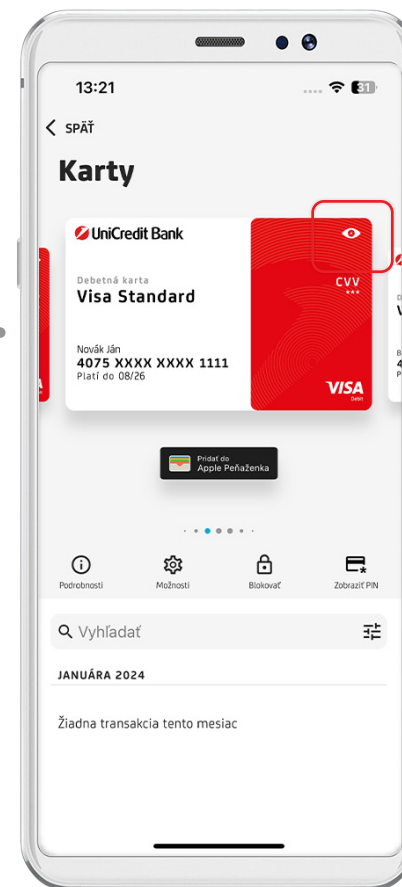 13:21
31
SPÄŤ
Karty
UniCredit Bank
Debetná karta
Visa Standard
CVV
***
Novák Ján
4075 XXXX XXXX 1111
Platí do 08/26
VISA
Debit
Pridať do
Apple Peňaženka
Podrobnosti
Možnosti
Blokovať
Zobraziť PIN
Vyhľadať
JANUÁRA 2024
Žiadna transakcia tento mesiac